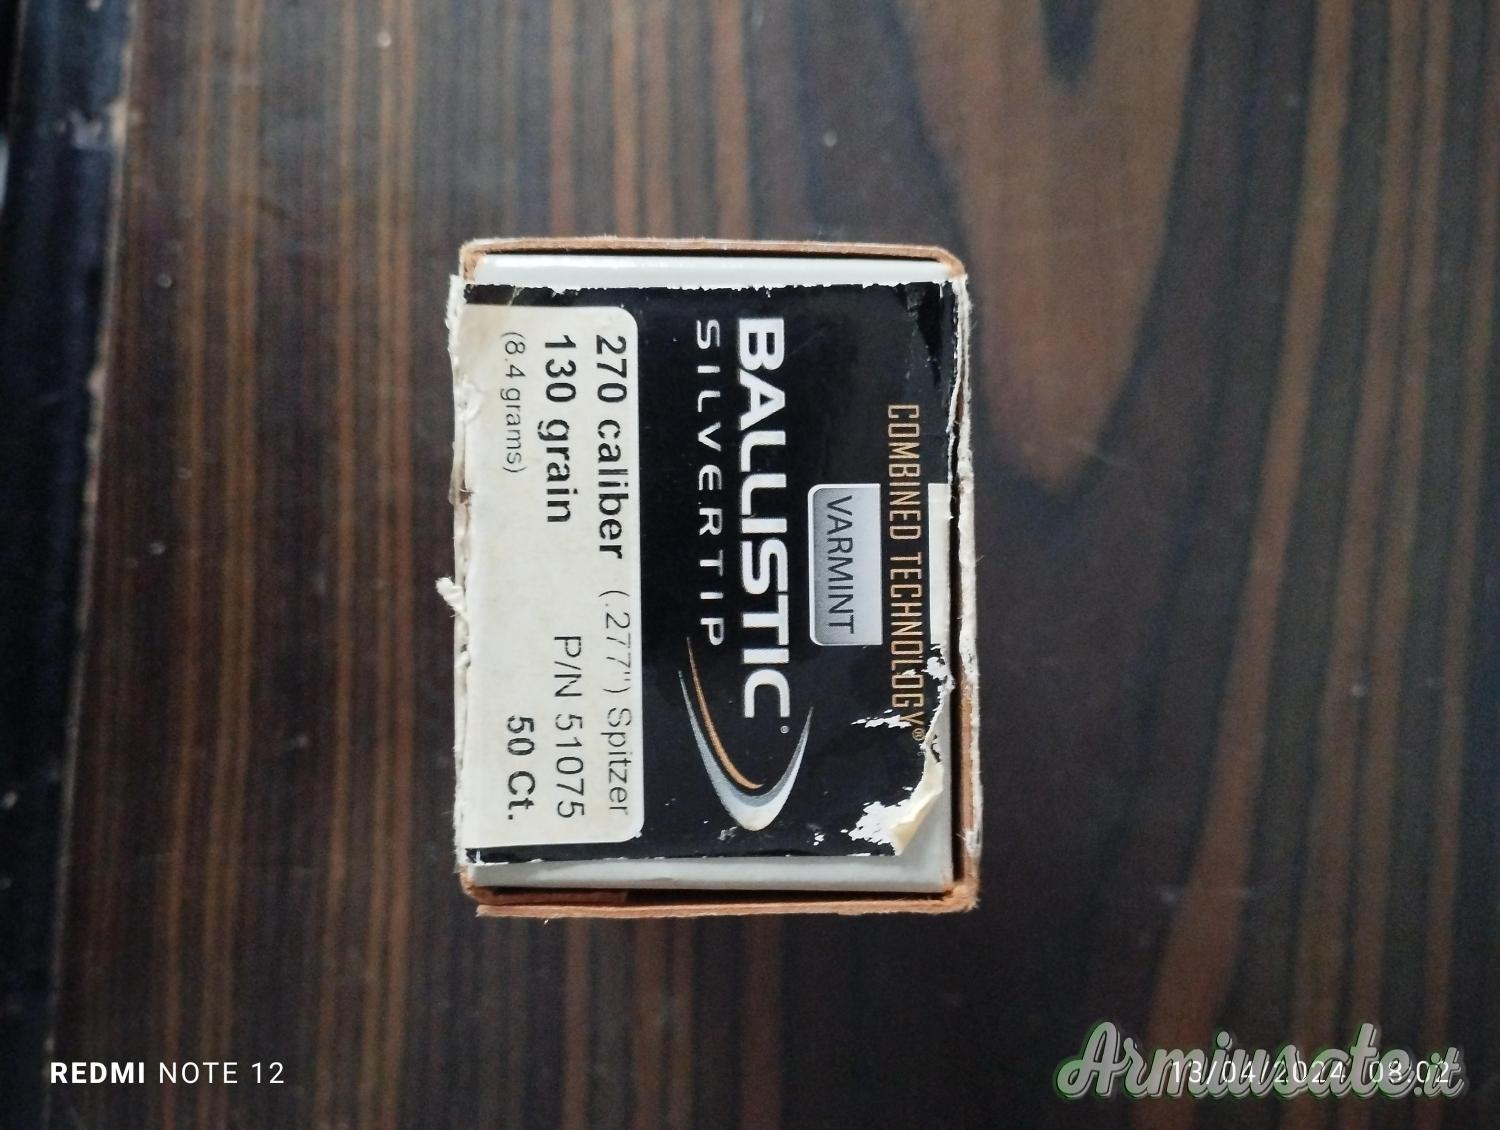 COMBINED TECHNOLOGY®
VARMINT
BALLISTIC®
SILVERTIP
270 caliber (.277") Spitzer
130 grain P/N 51075
(8.4 grams) 50 Ct.
REDMI NOTE 12
13/04/2024 08:02
Armiusate.it